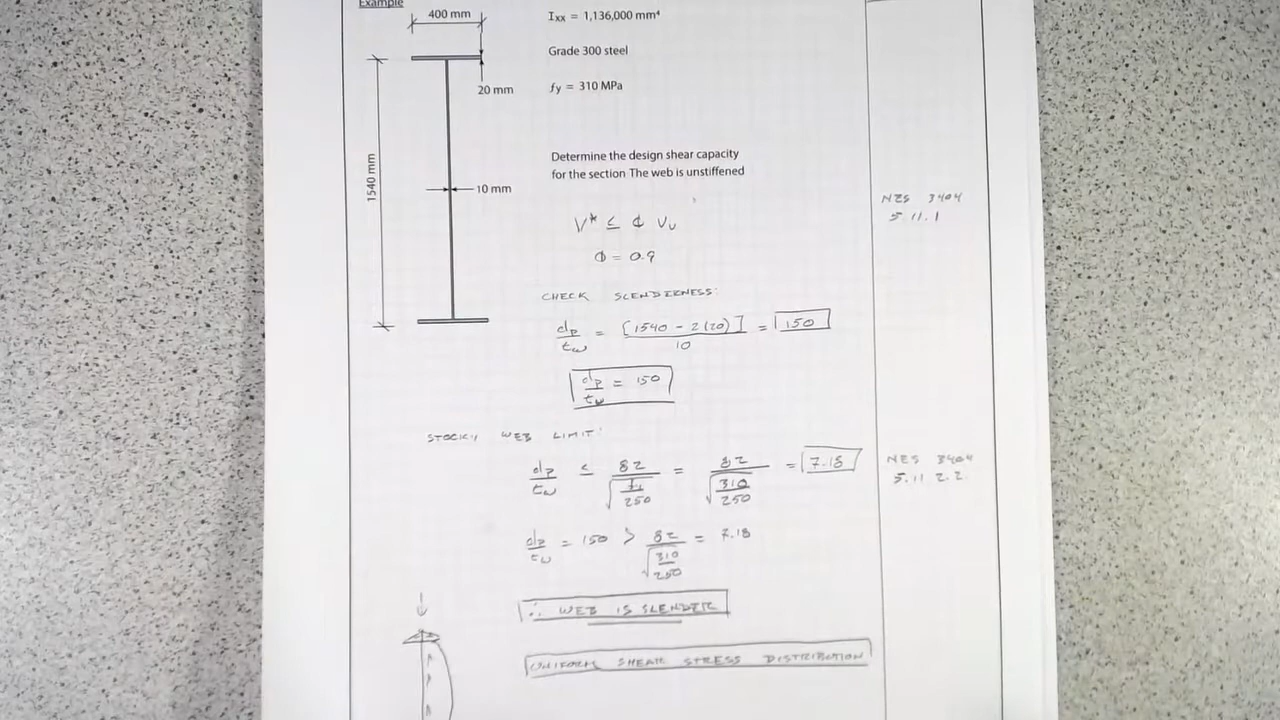 Example
400 mm
Ixx = 1,136,000 mm⁴
Grade 300 steel
20 mm
fy = 310 MPa
1540 mm
Determine the design shear capacity
for the section The web is unstiffened
10 mm
NZS 3404
5.11.1
V* ≤ Φ Vu
Φ = 0.9
CHECK SLENDERNESS:
dp/tw = [1540 - 2(20)]/10 = 150
dp/tw = 150
STOCKY WEB LIMIT:
dp/tw ≤ 82/√(fy/250) = 82/√(310/250) = 7.18
NZS 3404
5.11 2.2.
dp/tw = 150 > 82/√(310/250) = 7.18
∴ WEB IS SLENDER
UNIFORM SHEAR STRESS DISTRIBUTION